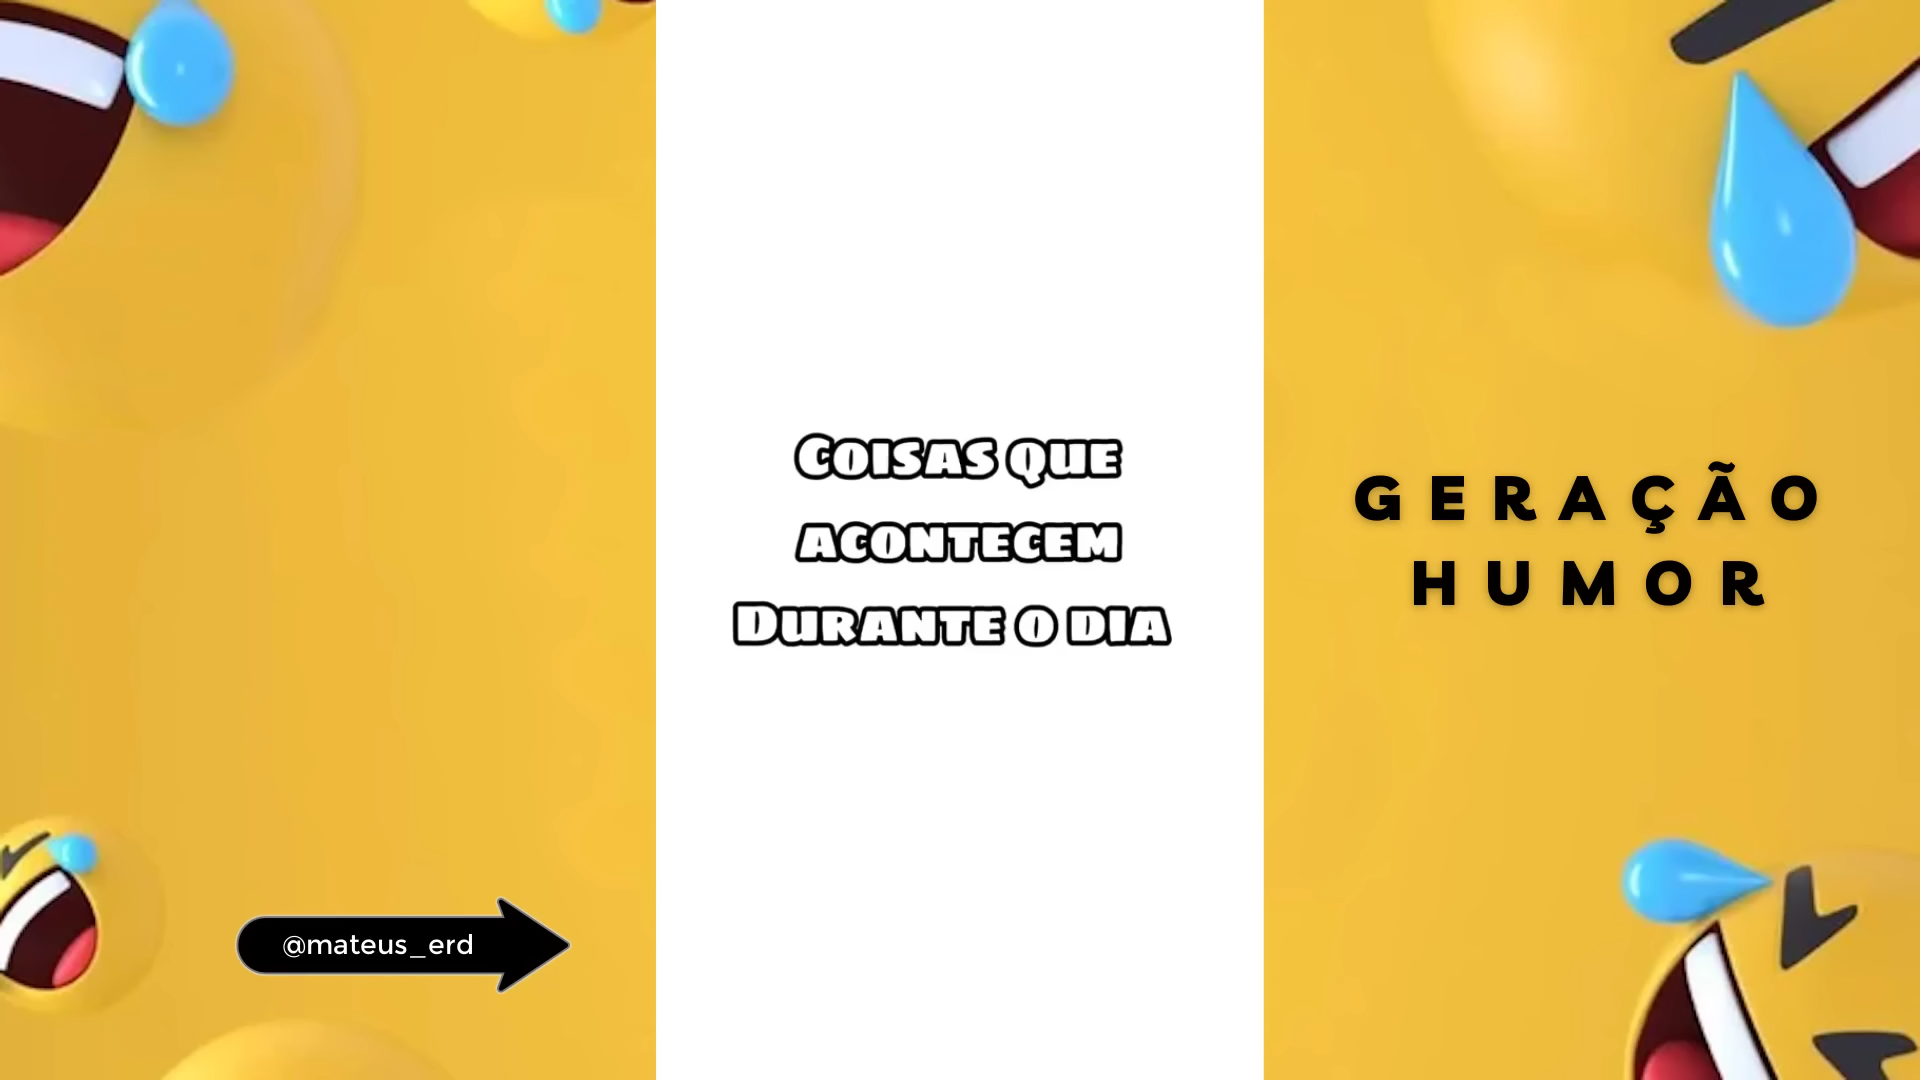 Coisas que
acontecem
Durante o dia
GERAÇÃO
HUMOR
@mateus_erd